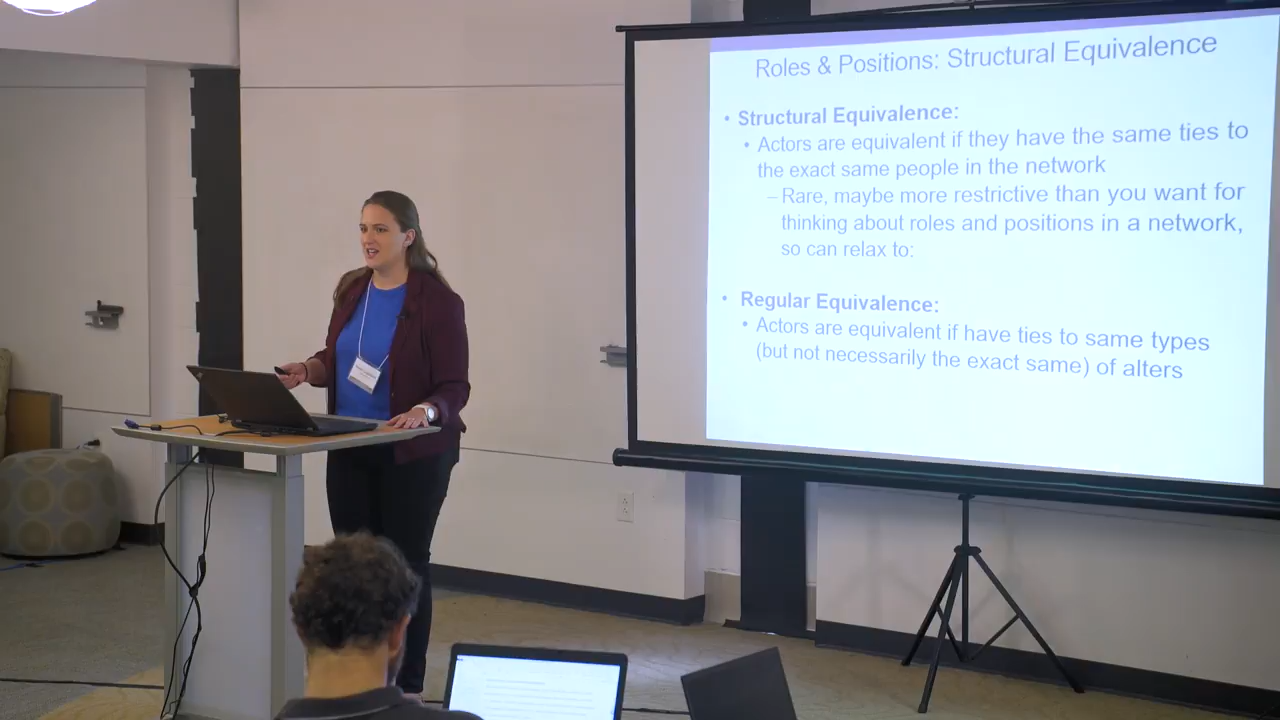 Roles & Positions: Structural Equivalence
• Structural Equivalence:
• Actors are equivalent if they have the same ties to
the exact same people in the network
– Rare, maybe more restrictive than you want for
thinking about roles and positions in a network,
so can relax to:
• Regular Equivalence:
• Actors are equivalent if have ties to same types
(but not necessarily the exact same) of alters